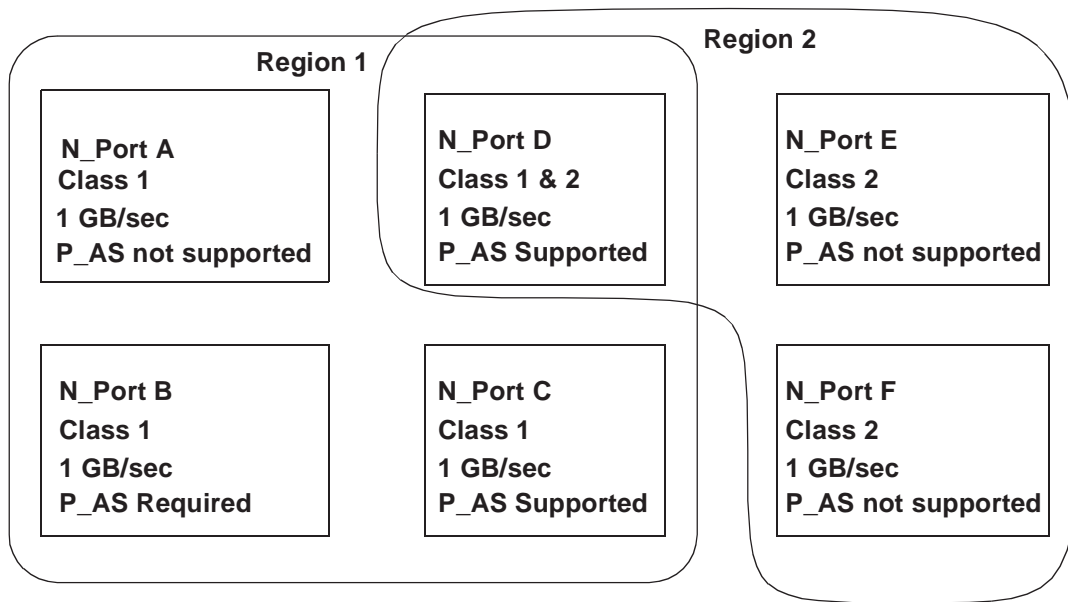 Region 1
Region 2
N_Port A
Class 1
1 GB/sec
P_AS not supported
N_Port D
Class 1 & 2
1 GB/sec
P_AS Supported
N_Port E
Class 2
1 GB/sec
P_AS not supported
N_Port B
Class 1
1 GB/sec
P_AS Required
N_Port C
Class 1
1 GB/sec
P_AS Supported
N_Port F
Class 2
1 GB/sec
P_AS not supported